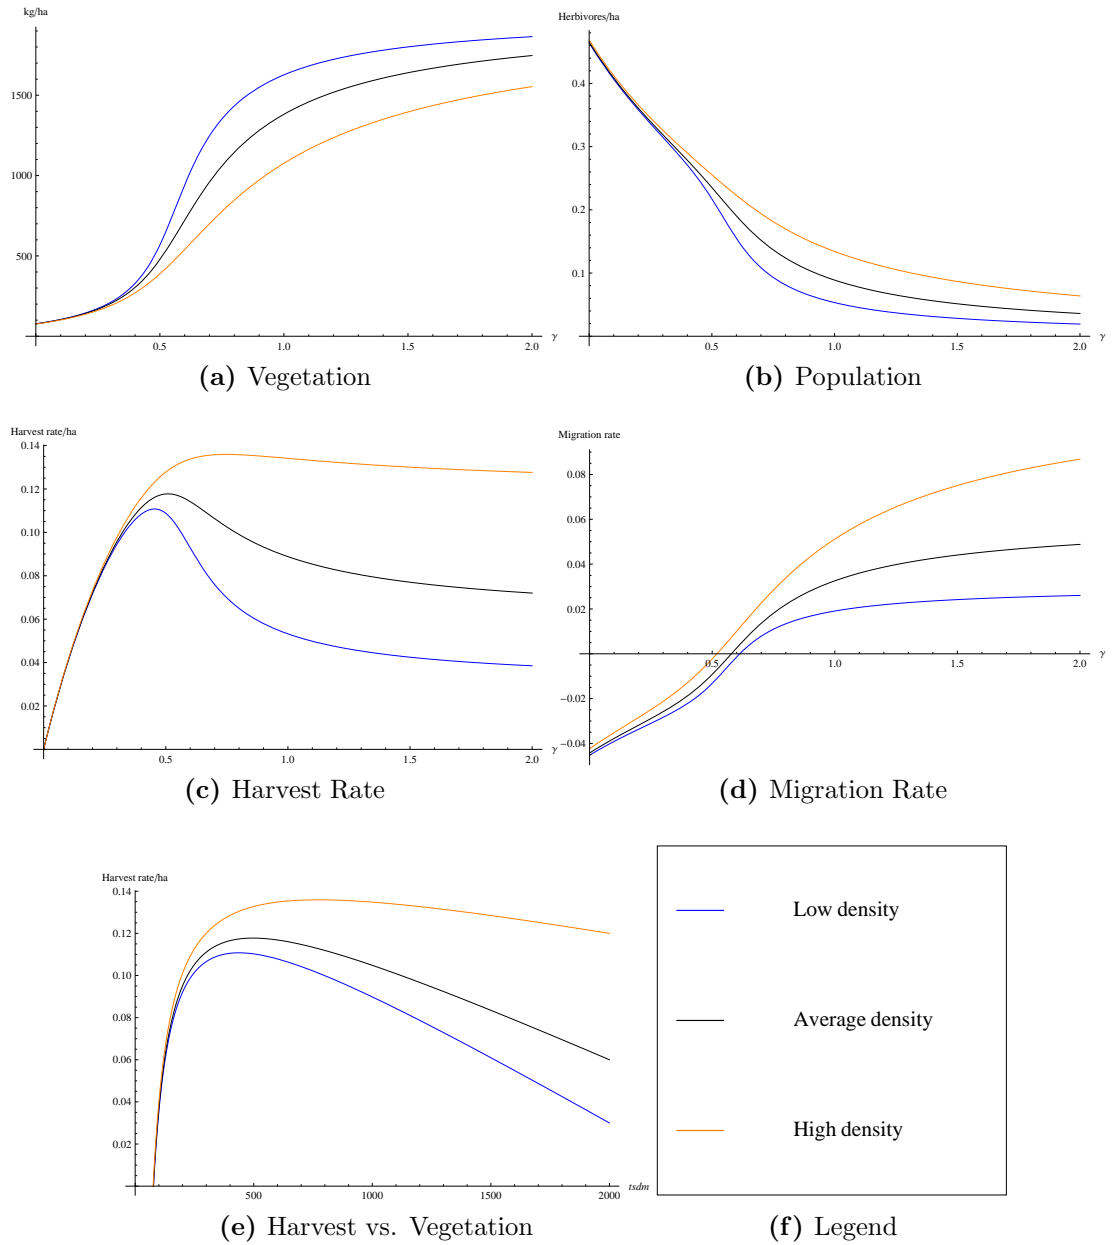 kg/ha
1500
1000
500
0.5
1.0
1.5
2.0
γ
(a) Vegetation
Herbivores/ha
0.4
0.3
0.2
0.1
0.5
1.0
1.5
2.0
γ
(b) Population
Harvest rate/ha
0.14
0.12
0.10
0.08
0.06
0.04
0.02
0.5
1.0
1.5
2.0
γ
(c) Harvest Rate
Migration rate
0.08
0.06
0.04
0.02
0.5
1.0
1.5
2.0
γ
−0.02
−0.04
(d) Migration Rate
Harvest rate/ha
0.14
0.12
0.10
0.08
0.06
0.04
0.02
500
1000
1500
2000
tsdm
(e) Harvest vs. Vegetation
Low density
Average density
High density
(f) Legend